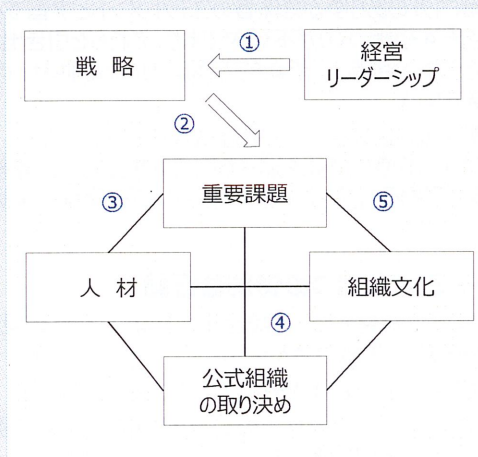 ①
戦 略
経営
リーダーシップ
②
重要課題
③
⑤
人 材
組織文化
④
公式組織
の取り決め